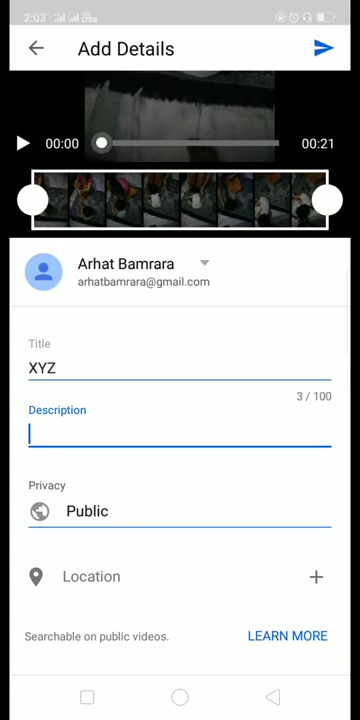 2:03
Add Details
00:00
00:21
Arhat Bamrara
arhatbamrara@gmail.com
Title
XYZ
3 / 100
Description
Privacy
Public
Location
Searchable on public videos.
LEARN MORE